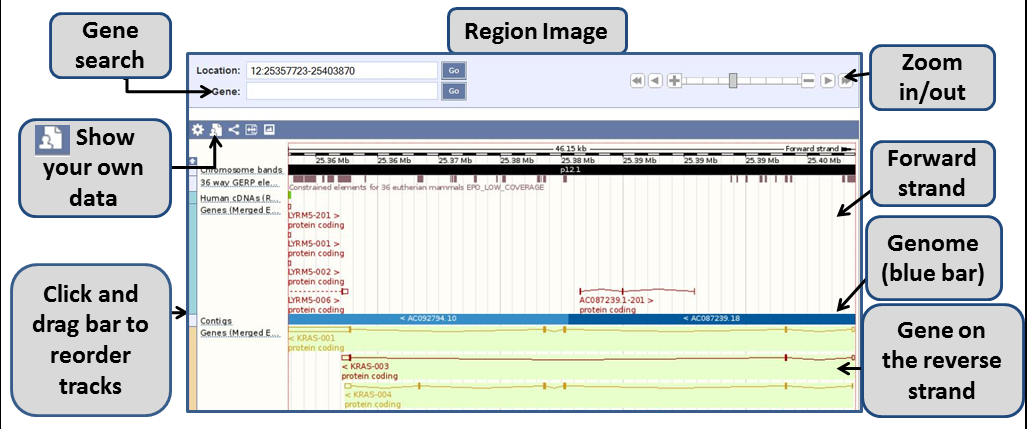 Region Image
Gene
search
Location: 12:25357723-25403870 Go
Gene: Go
Zoom
in/out
Show
your own
data
46.15 kb Forward strand
25.36 Mb 25.36 Mb 25.37 Mb 25.38 Mb 25.38 Mb 25.39 Mb 25.39 Mb 25.39 Mb 25.40 Mb
Chromosome bands p12.1
36 way GERP ele...
Constrained elements for 36 eutherian mammals EPO_LOW_COVERAGE
Human cDNAs (R...
Genes (Merged E...
LYRM5-201 >
protein coding
LYRM5-001 >
protein coding
LYRM5-002 >
protein coding
LYRM5-006 >
protein coding
AC087239.1-201 >
protein coding
Forward
strand
Genome
(blue bar)
Click and
drag bar to
reorder
tracks
Contigs < AC092794.10 < AC087239.18
Genes (Merged E...
< KRAS-001
protein coding
< KRAS-003
protein coding
< KRAS-004
protein coding
Gene on
the reverse
strand